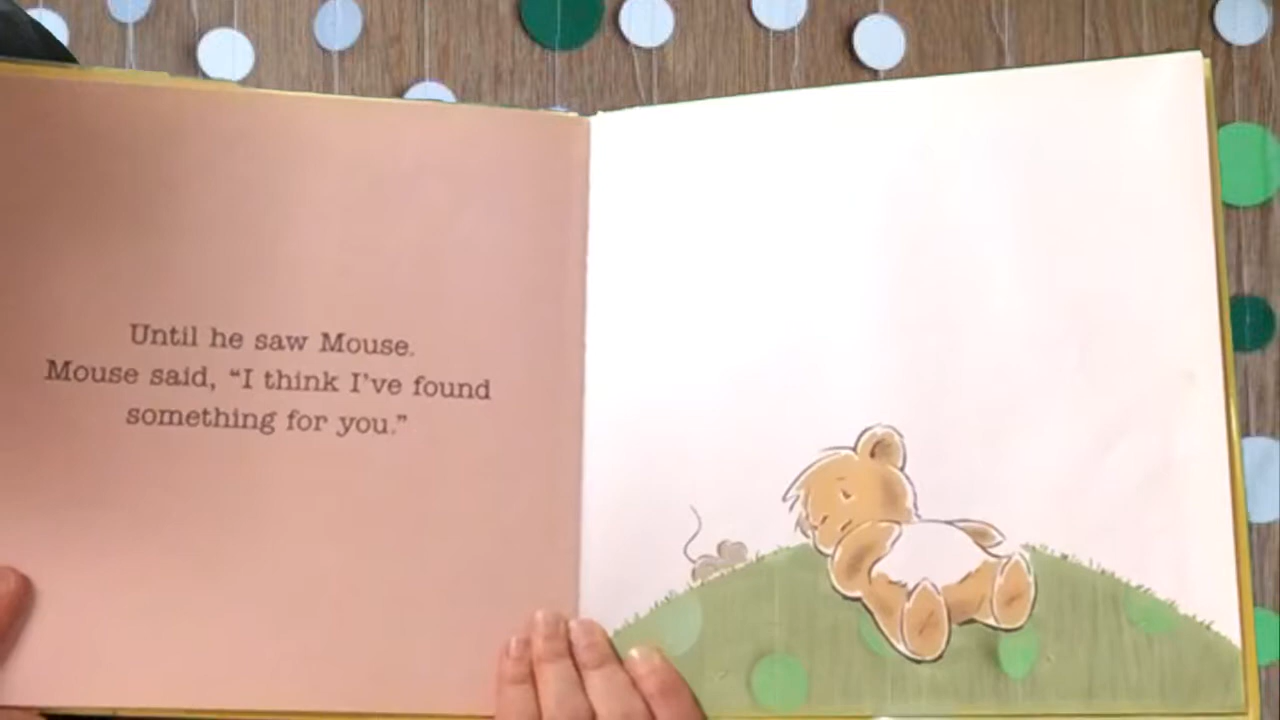 Until he saw Mouse.
Mouse said, “I think I’ve found
something for you.”